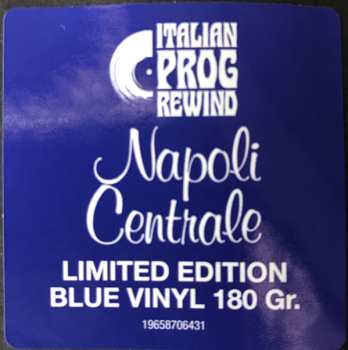 ITALIAN
PROG
REWIND
Napoli
Centrale
LIMITED EDITION
BLUE VINYL 180 Gr.
19658706431